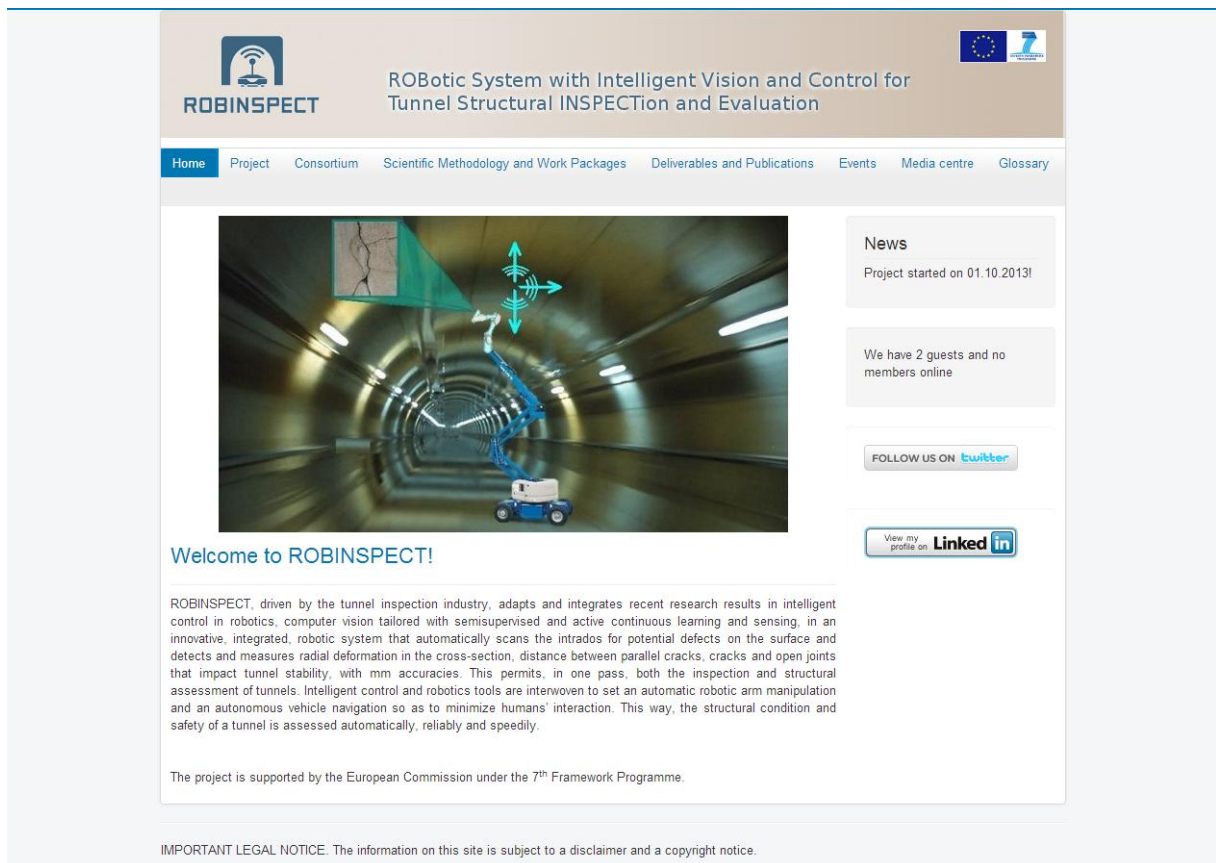 ROBINSPECT
ROBotic System with Intelligent Vision and Control for
Tunnel Structural INSPECTion and Evaluation
Home Project Consortium Scientific Methodology and Work Packages Deliverables and Publications Events Media centre Glossary
News
Project started on 01.10.2013!
We have 2 guests and no
members online
FOLLOW US ON twitter
View my
profile on Linked in
Welcome to ROBINSPECT!
ROBINSPECT, driven by the tunnel inspection industry, adapts and integrates recent research results in intelligent
control in robotics, computer vision tailored with semisupervised and active continuous learning and sensing, in an
innovative, integrated, robotic system that automatically scans the intrados for potential defects on the surface and
detects and measures radial deformation in the cross-section, distance between parallel cracks, cracks and open joints
that impact tunnel stability, with mm accuracies. This permits, in one pass, both the inspection and structural
assessment of tunnels. Intelligent control and robotics tools are interwoven to set an automatic robotic arm manipulation
and an autonomous vehicle navigation so as to minimize humans' interaction. This way, the structural condition and
safety of a tunnel is assessed automatically, reliably and speedily.
The project is supported by the European Commission under the 7th Framework Programme.
IMPORTANT LEGAL NOTICE. The information on this site is subject to a disclaimer and a copyright notice.